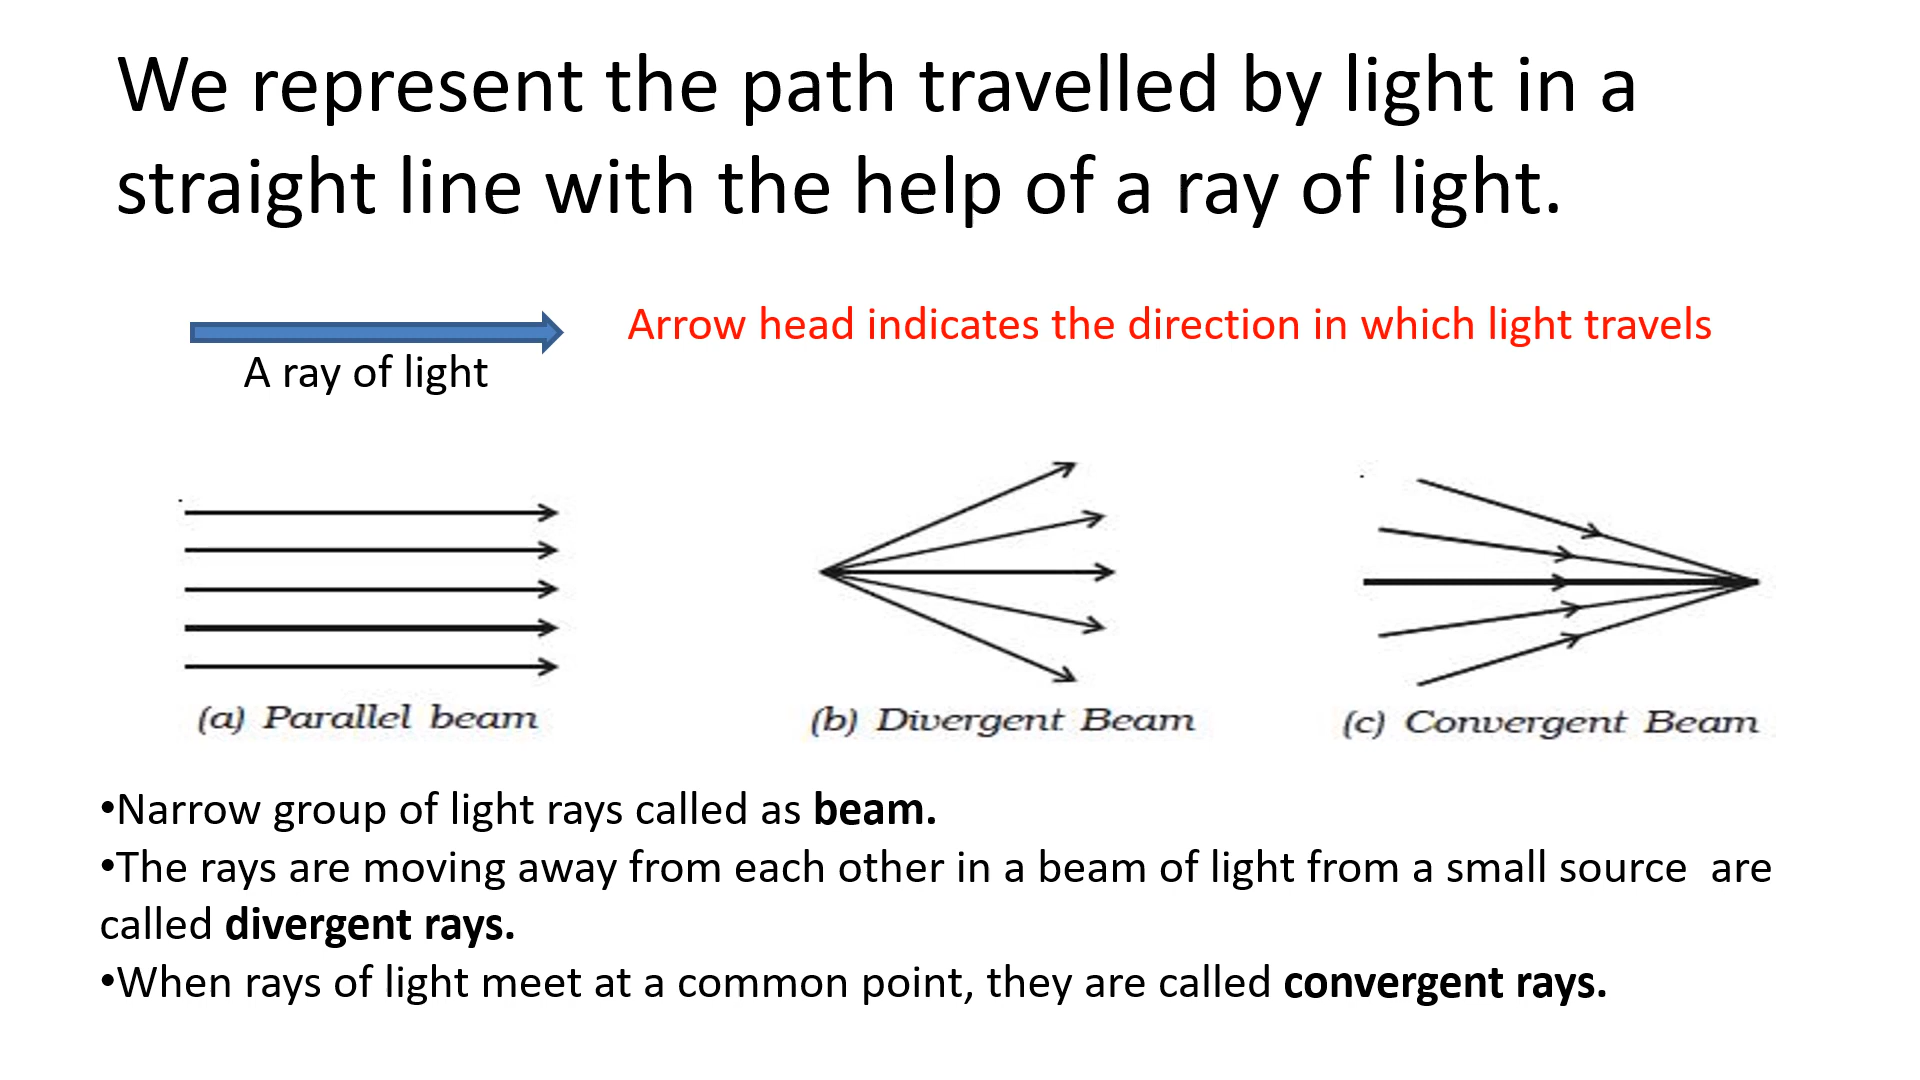 We represent the path travelled by light in a
straight line with the help of a ray of light.
Arrow head indicates the direction in which light travels
A ray of light
(a) Parallel beam
(b) Divergent Beam
(c) Convergent Beam
•Narrow group of light rays called as beam.
•The rays are moving away from each other in a beam of light from a small source  are
called divergent rays.
•When rays of light meet at a common point, they are called convergent rays.